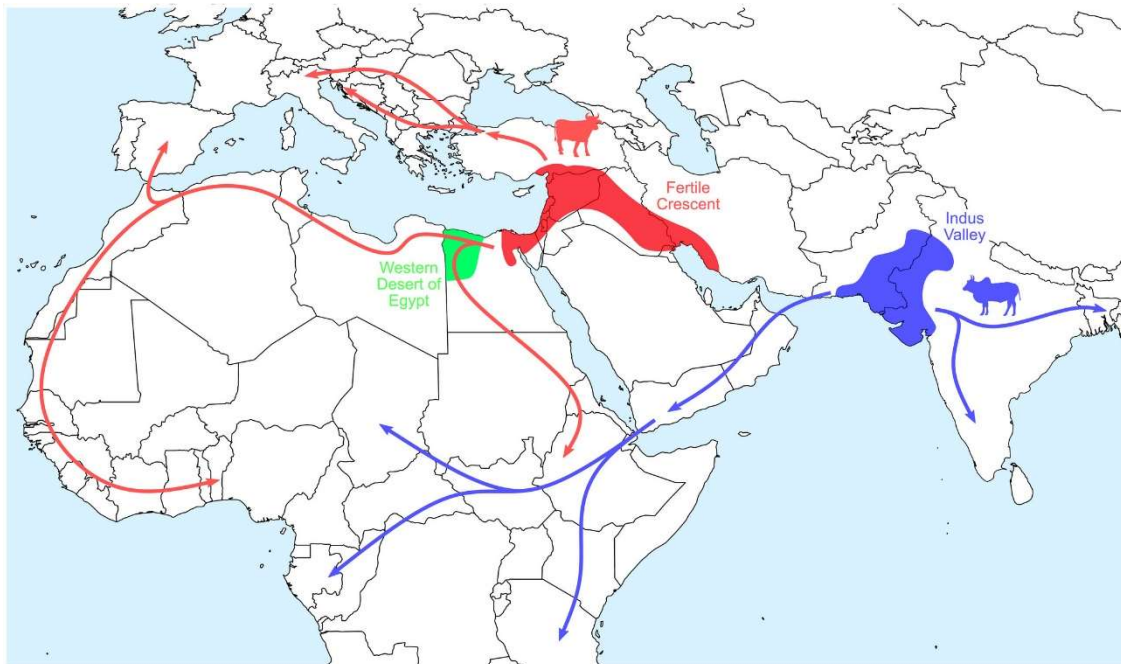 Fertile
Crescent
Indus
Valley
Western
Desert of
Egypt